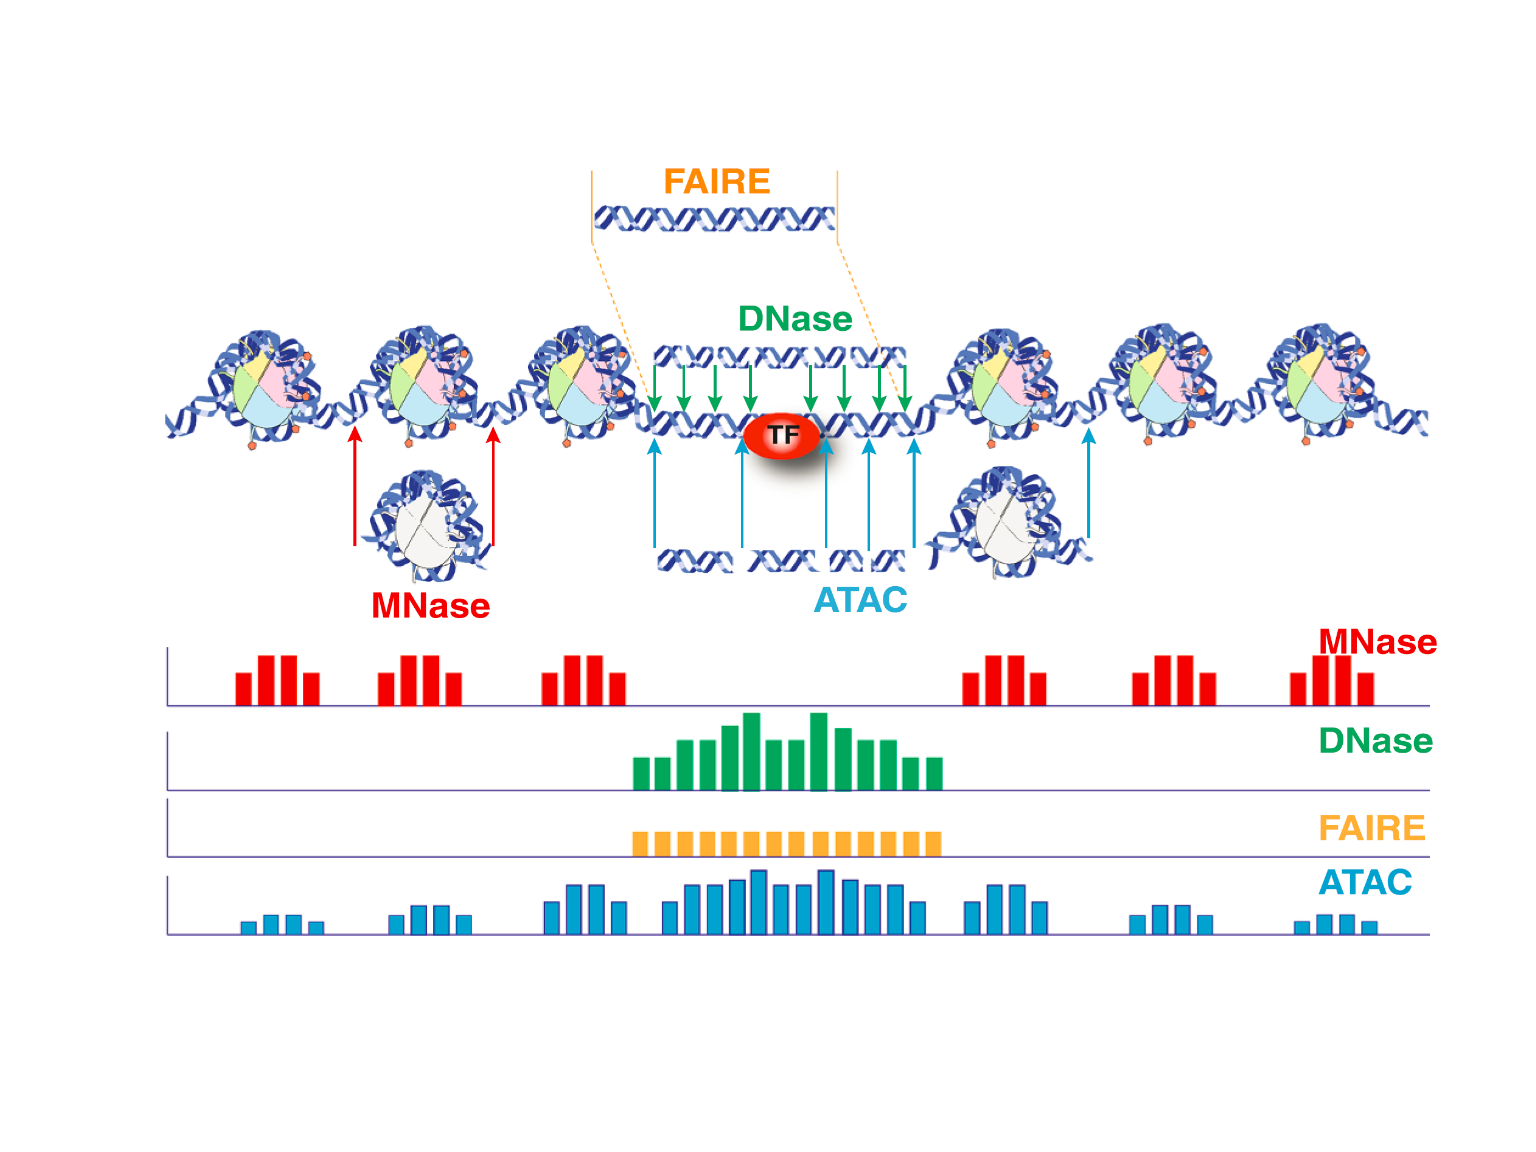 FAIRE
DNase
TF
ATAC
MNase
MNase
DNase
FAIRE
ATAC